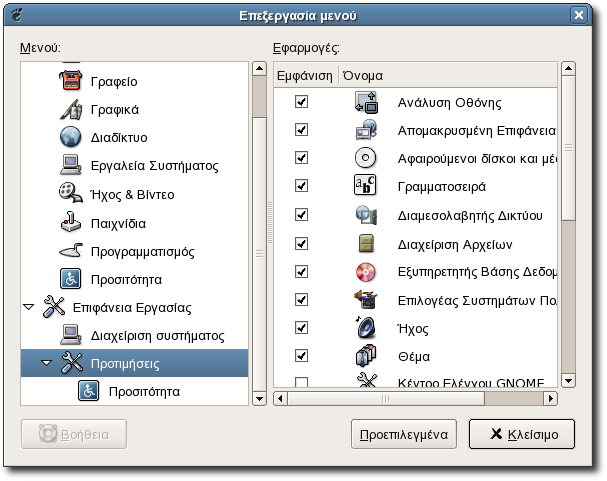 Επεξεργασία μενού
Μενού:
Γραφείο
Γραφικά
Διαδίκτυο
Εργαλεία Συστήματος
Ήχος & Βίντεο
Παιχνίδια
Προγραμματισμός
Προσιτότητα
Επιφάνεια Εργασίας
Διαχείριση συστήματος
Προτιμήσεις
Προσιτότητα
Εφαρμογές:
Εμφάνιση Όνομα
Ανάλυση Οθόνης
Απομακρυσμένη Επιφάνεια
Αφαιρούμενοι δίσκοι και μέσ
Γραμματοσειρά
Διαμεσολαβητής Δικτύου
Διαχείριση Αρχείων
Εξυπηρετητής Βάσης Δεδομ
Επιλογέας Συστημάτων Πολ
Ήχος
Θέμα
Κέντρο Ελέγχου GNOME
Βοήθεια
Προεπιλεγμένα
Κλείσιμο